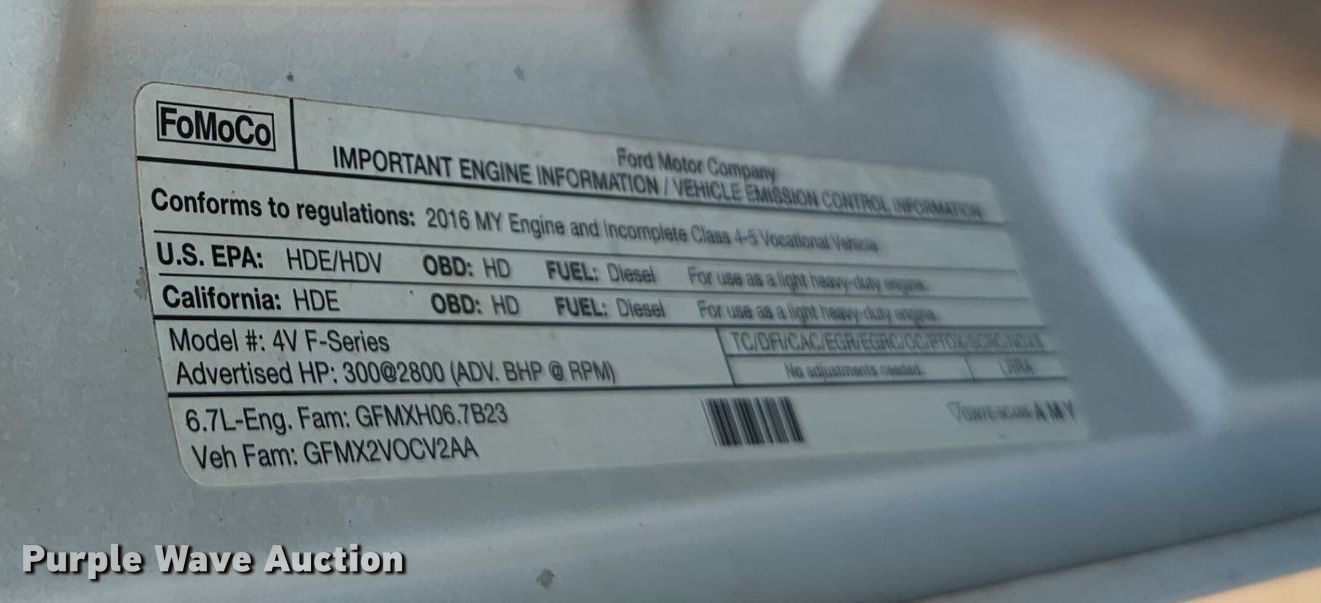 FoMoCo
Ford Motor Company
IMPORTANT ENGINE INFORMATION / VEHICLE EMISSION CONTROL INFORMATION
Conforms to regulations: 2016 MY Engine and Incomplete Class 4-5 Vocational Vehicle
U.S. EPA: HDE/HDV OBD: HD FUEL: Diesel For use as a light heavy-duty engine.
California: HDE OBD: HD FUEL: Diesel For use as a light heavy-duty engine.
Model #: 4V F-Series
Advertised HP: 300@2800 (ADV. BHP @ RPM)
No adjustments needed.
6.7L-Eng. Fam: GFMXH06.7B23
Veh Fam: GFMX2VOCV2AA
AMY
Purple Wave Auction